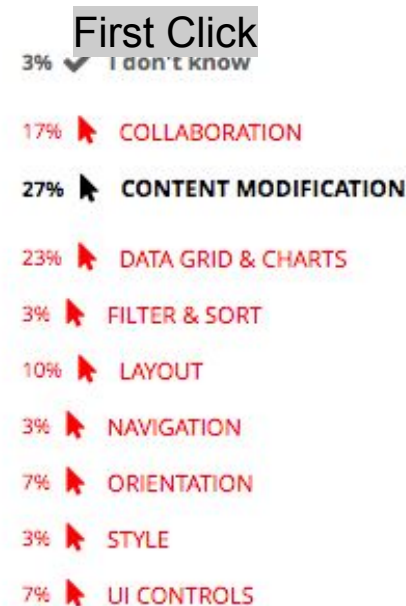 First Click
3% I don't know
17% COLLABORATION
27% CONTENT MODIFICATION
23% DATA GRID & CHARTS
3% FILTER & SORT
10% LAYOUT
3% NAVIGATION
7% ORIENTATION
3% STYLE
7% UI CONTROLS